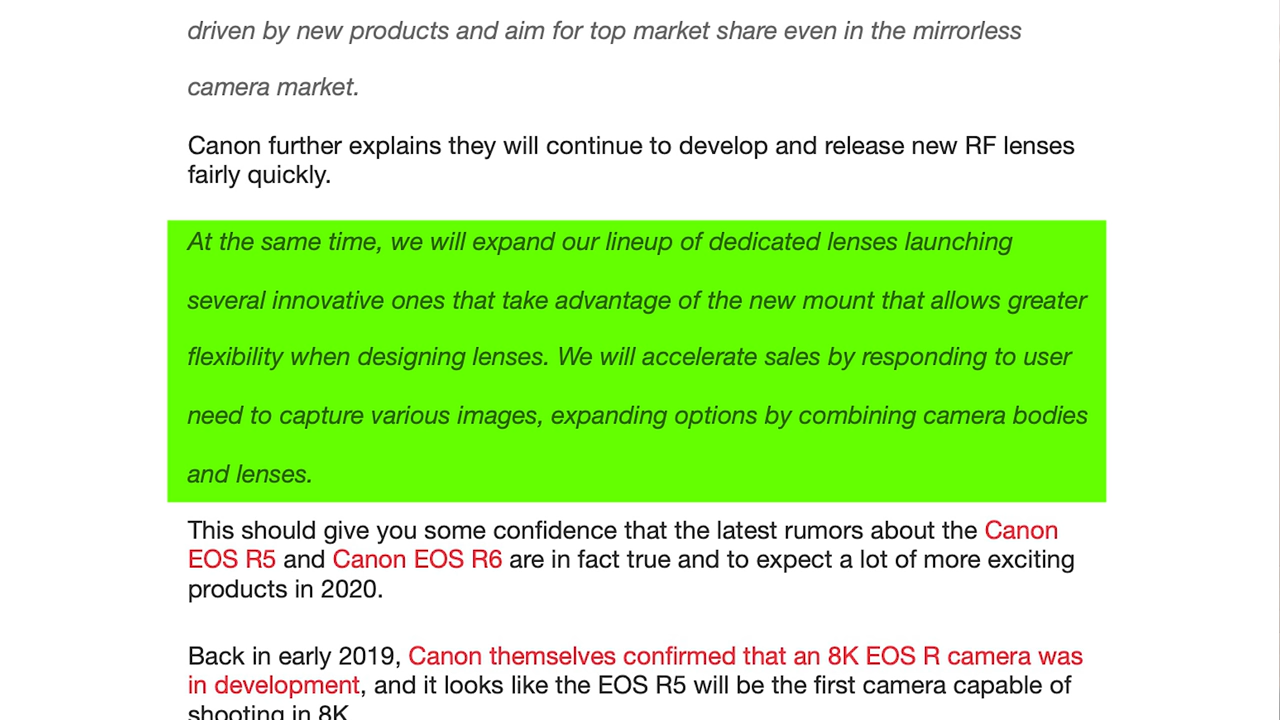 driven by new products and aim for top market share even in the mirrorless
camera market.
Canon further explains they will continue to develop and release new RF lenses
fairly quickly.
At the same time, we will expand our lineup of dedicated lenses launching
several innovative ones that take advantage of the new mount that allows greater
flexibility when designing lenses. We will accelerate sales by responding to user
need to capture various images, expanding options by combining camera bodies
and lenses.
This should give you some confidence that the latest rumors about the Canon
EOS R5 and Canon EOS R6 are in fact true and to expect a lot of more exciting
products in 2020.
Back in early 2019, Canon themselves confirmed that an 8K EOS R camera was
in development, and it looks like the EOS R5 will be the first camera capable of
shooting in 8K